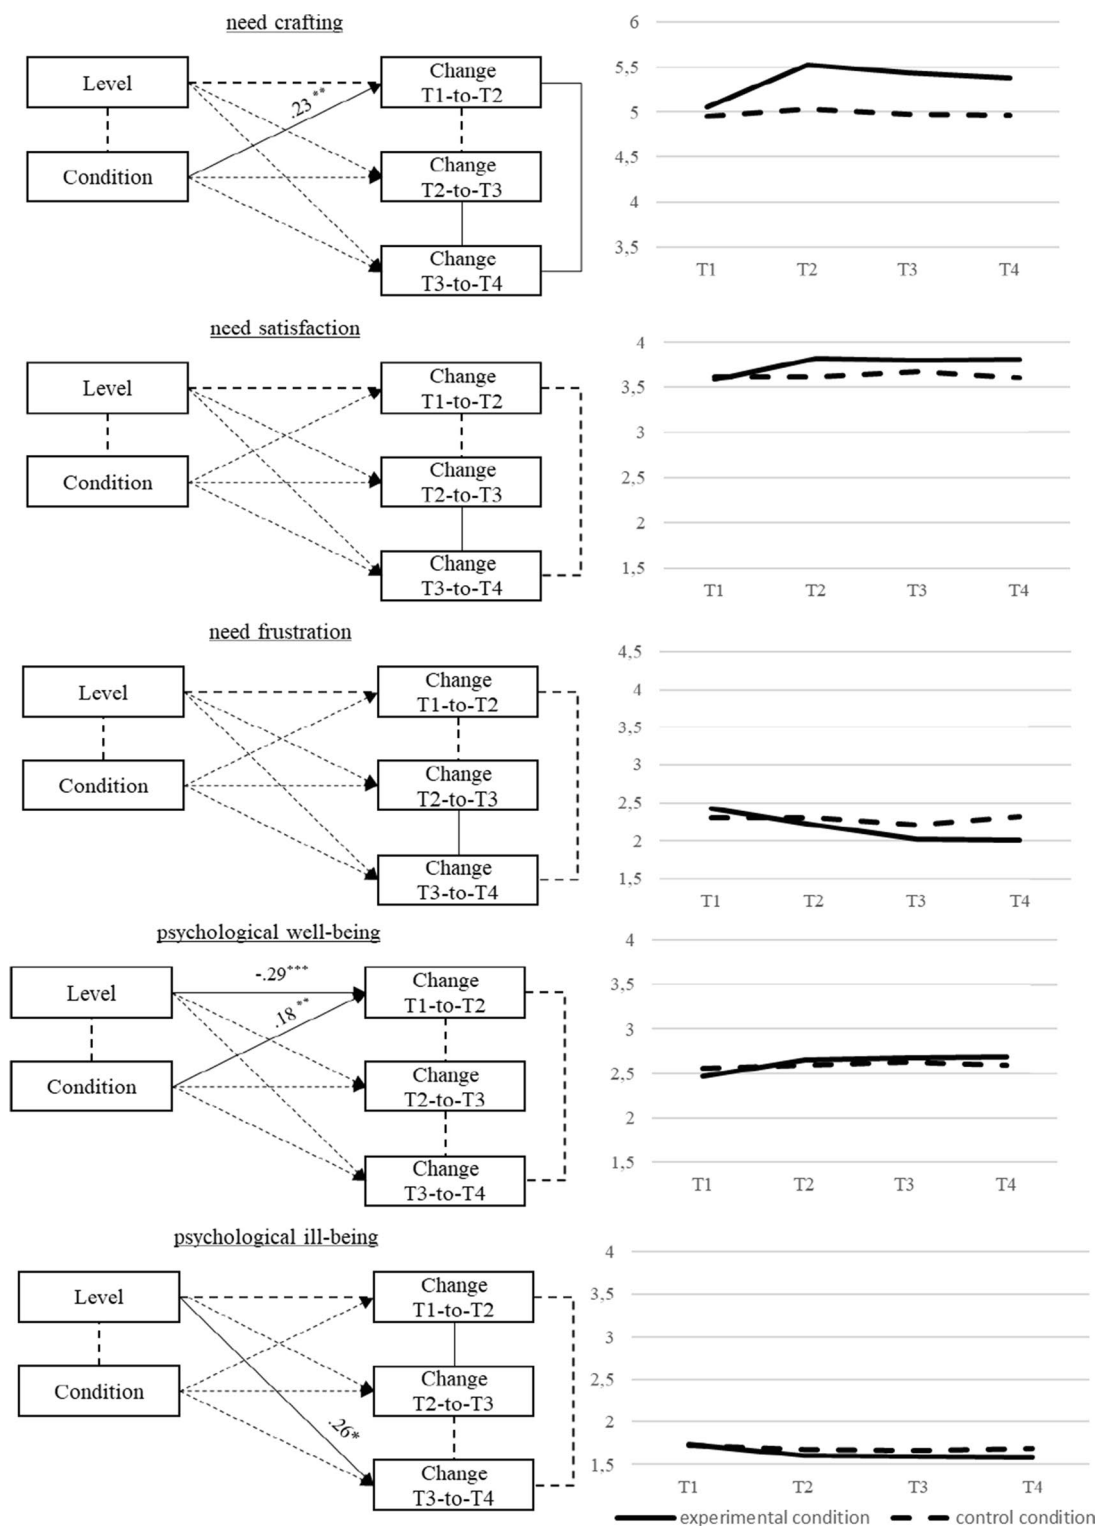 need crafting
Level
Condition
.23 **
Change
T1-to-T2
Change
T2-to-T3
Change
T3-to-T4
6
5,5
5
4,5
4
3,5
T1 T2 T3 T4
need satisfaction
Level
Condition
Change
T1-to-T2
Change
T2-to-T3
Change
T3-to-T4
4
3,5
3
2,5
2
1,5
T1 T2 T3 T4
need frustration
Level
Condition
Change
T1-to-T2
Change
T2-to-T3
Change
T3-to-T4
4,5
4
3,5
3
2,5
2
1,5
T1 T2 T3 T4
psychological well-being
Level
Condition
-.29***
.18 **
Change
T1-to-T2
Change
T2-to-T3
Change
T3-to-T4
4
3,5
3
2,5
2
1,5
T1 T2 T3 T4
psychological ill-being
Level
Condition
.26*
Change
T1-to-T2
Change
T2-to-T3
Change
T3-to-T4
4
3,5
3
2,5
2
1,5
T1 T2 T3 T4
experimental condition control condition